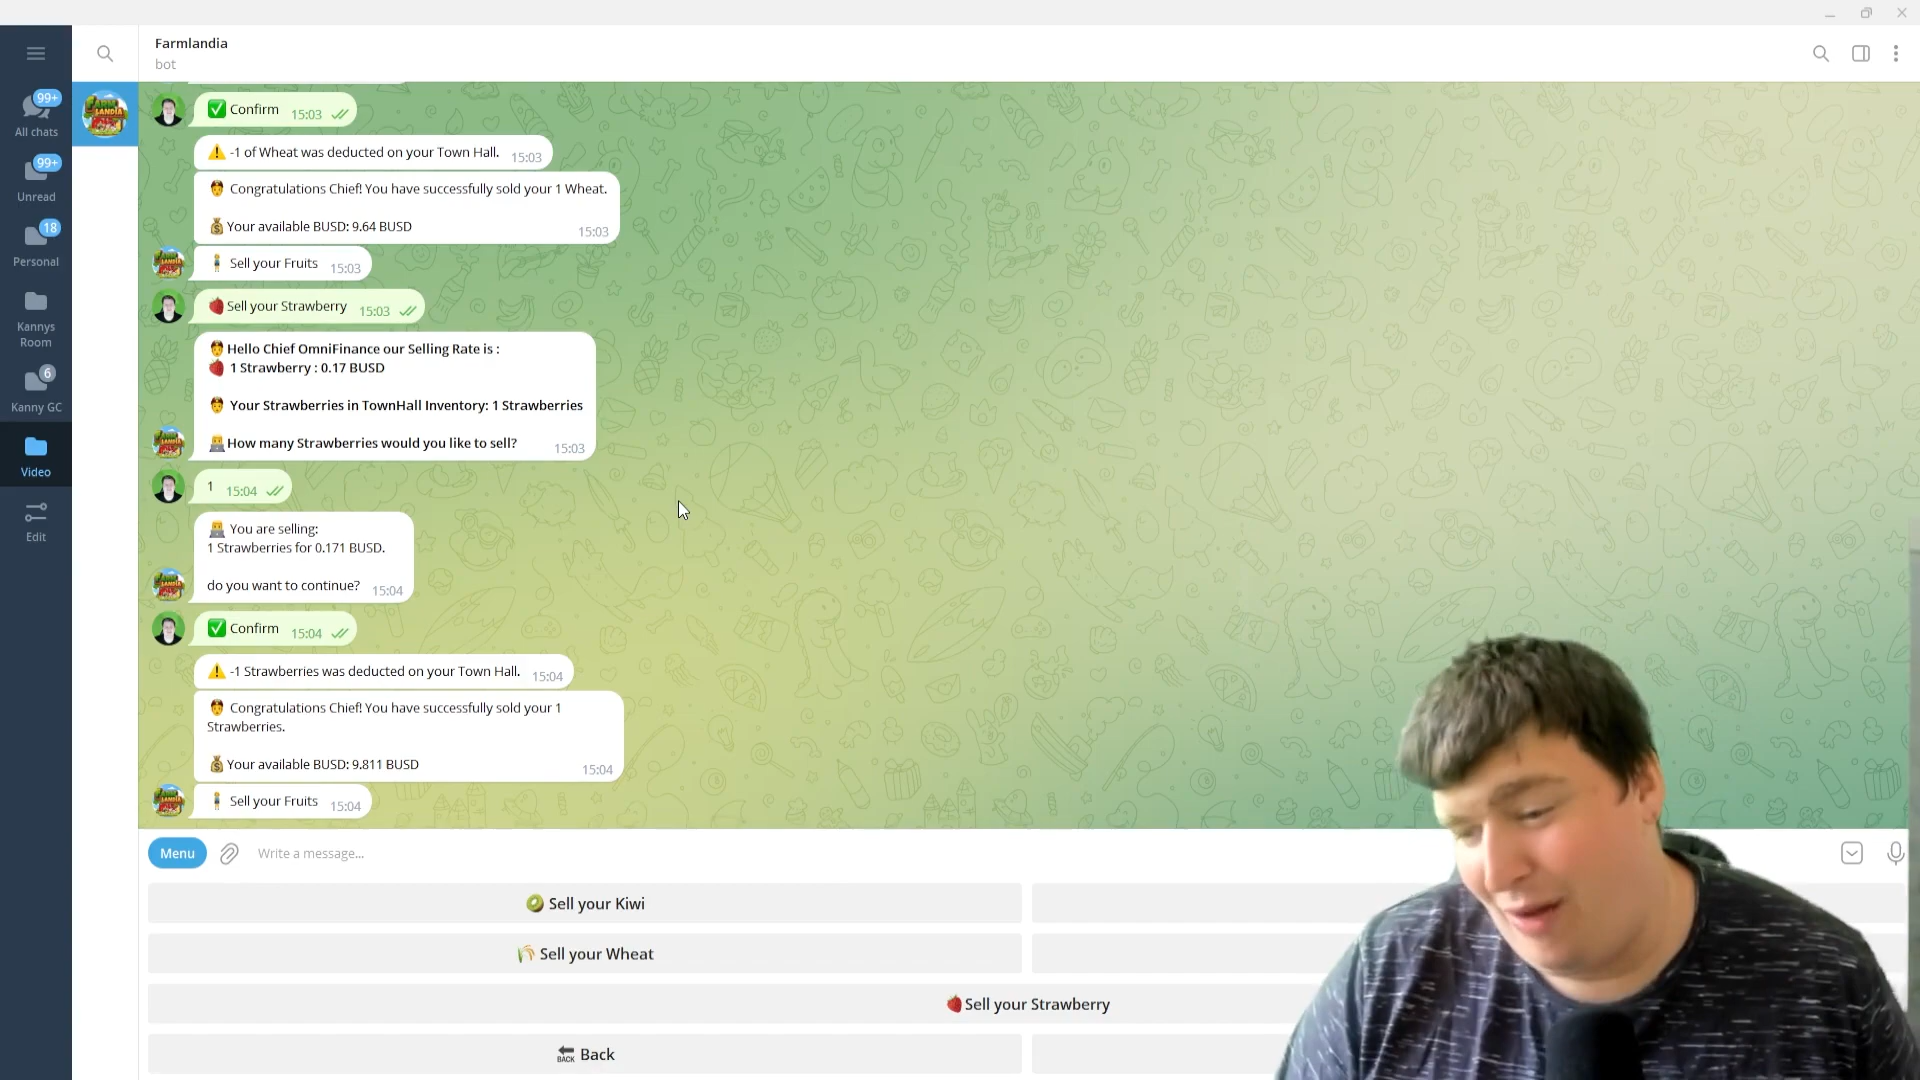 Farmlandia
bot
99+
All chats
99+
Unread
18
Personal
Kannys
Room
6
Kanny GC
Video
Edit
✅ Confirm 15:03
⚠️ -1 of Wheat was deducted on your Town Hall. 15:03
Congratulations Chief! You have successfully sold your 1 Wheat.
Your available BUSD: 9.64 BUSD
15:03
Sell your Fruits 15:03
Sell your Strawberry 15:03
Hello Chief OmniFinance our Selling Rate is :
1 Strawberry : 0.17 BUSD
Your Strawberries in TownHall Inventory: 1 Strawberries
How many Strawberries would you like to sell? 15:03
1 15:04
You are selling:
1 Strawberries for 0.171 BUSD.
do you want to continue? 15:04
✅ Confirm 15:04
⚠️ -1 Strawberries was deducted on your Town Hall. 15:04
Congratulations Chief! You have successfully sold your 1
Strawberries.
Your available BUSD: 9.811 BUSD
15:04
Sell your Fruits 15:04
Menu
Write a message...
Sell your Kiwi
Sell your Wheat
Sell your Strawberry
BACK Back